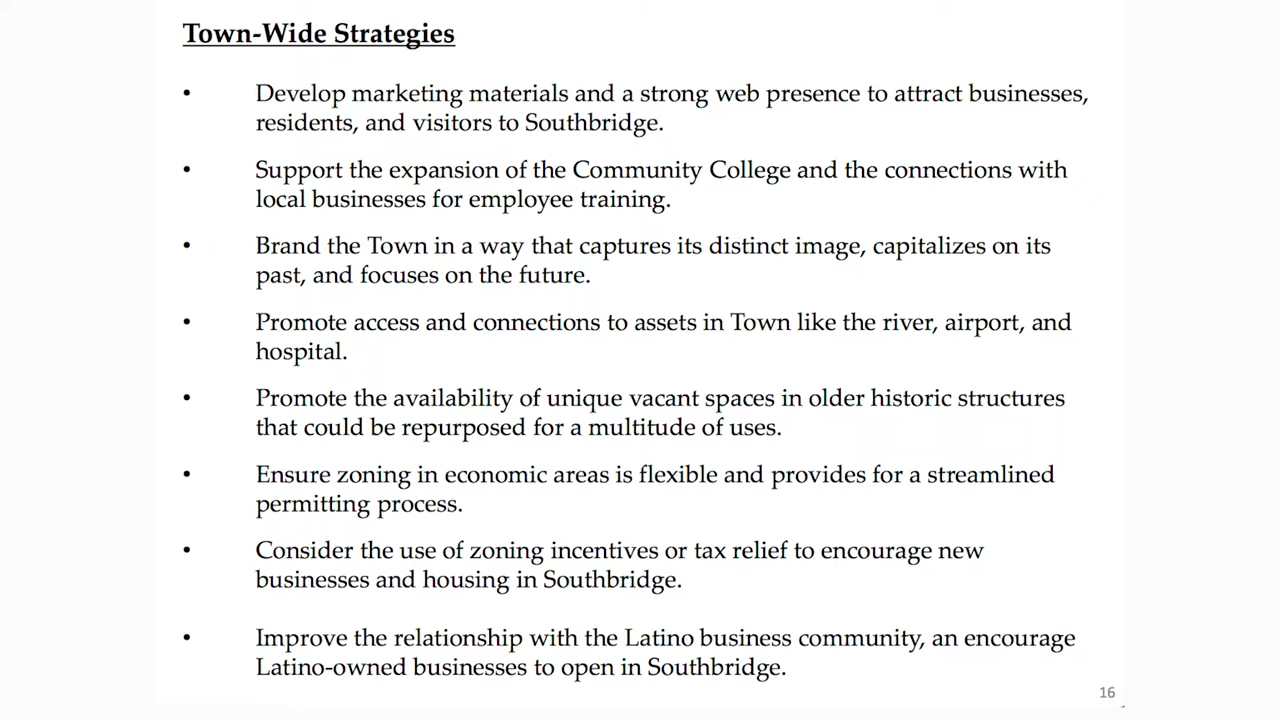 Town-Wide Strategies
• Develop marketing materials and a strong web presence to attract businesses,
residents, and visitors to Southbridge.
• Support the expansion of the Community College and the connections with
local businesses for employee training.
• Brand the Town in a way that captures its distinct image, capitalizes on its
past, and focuses on the future.
• Promote access and connections to assets in Town like the river, airport, and
hospital.
• Promote the availability of unique vacant spaces in older historic structures
that could be repurposed for a multitude of uses.
• Ensure zoning in economic areas is flexible and provides for a streamlined
permitting process.
• Consider the use of zoning incentives or tax relief to encourage new
businesses and housing in Southbridge.
• Improve the relationship with the Latino business community, an encourage
Latino-owned businesses to open in Southbridge.
16